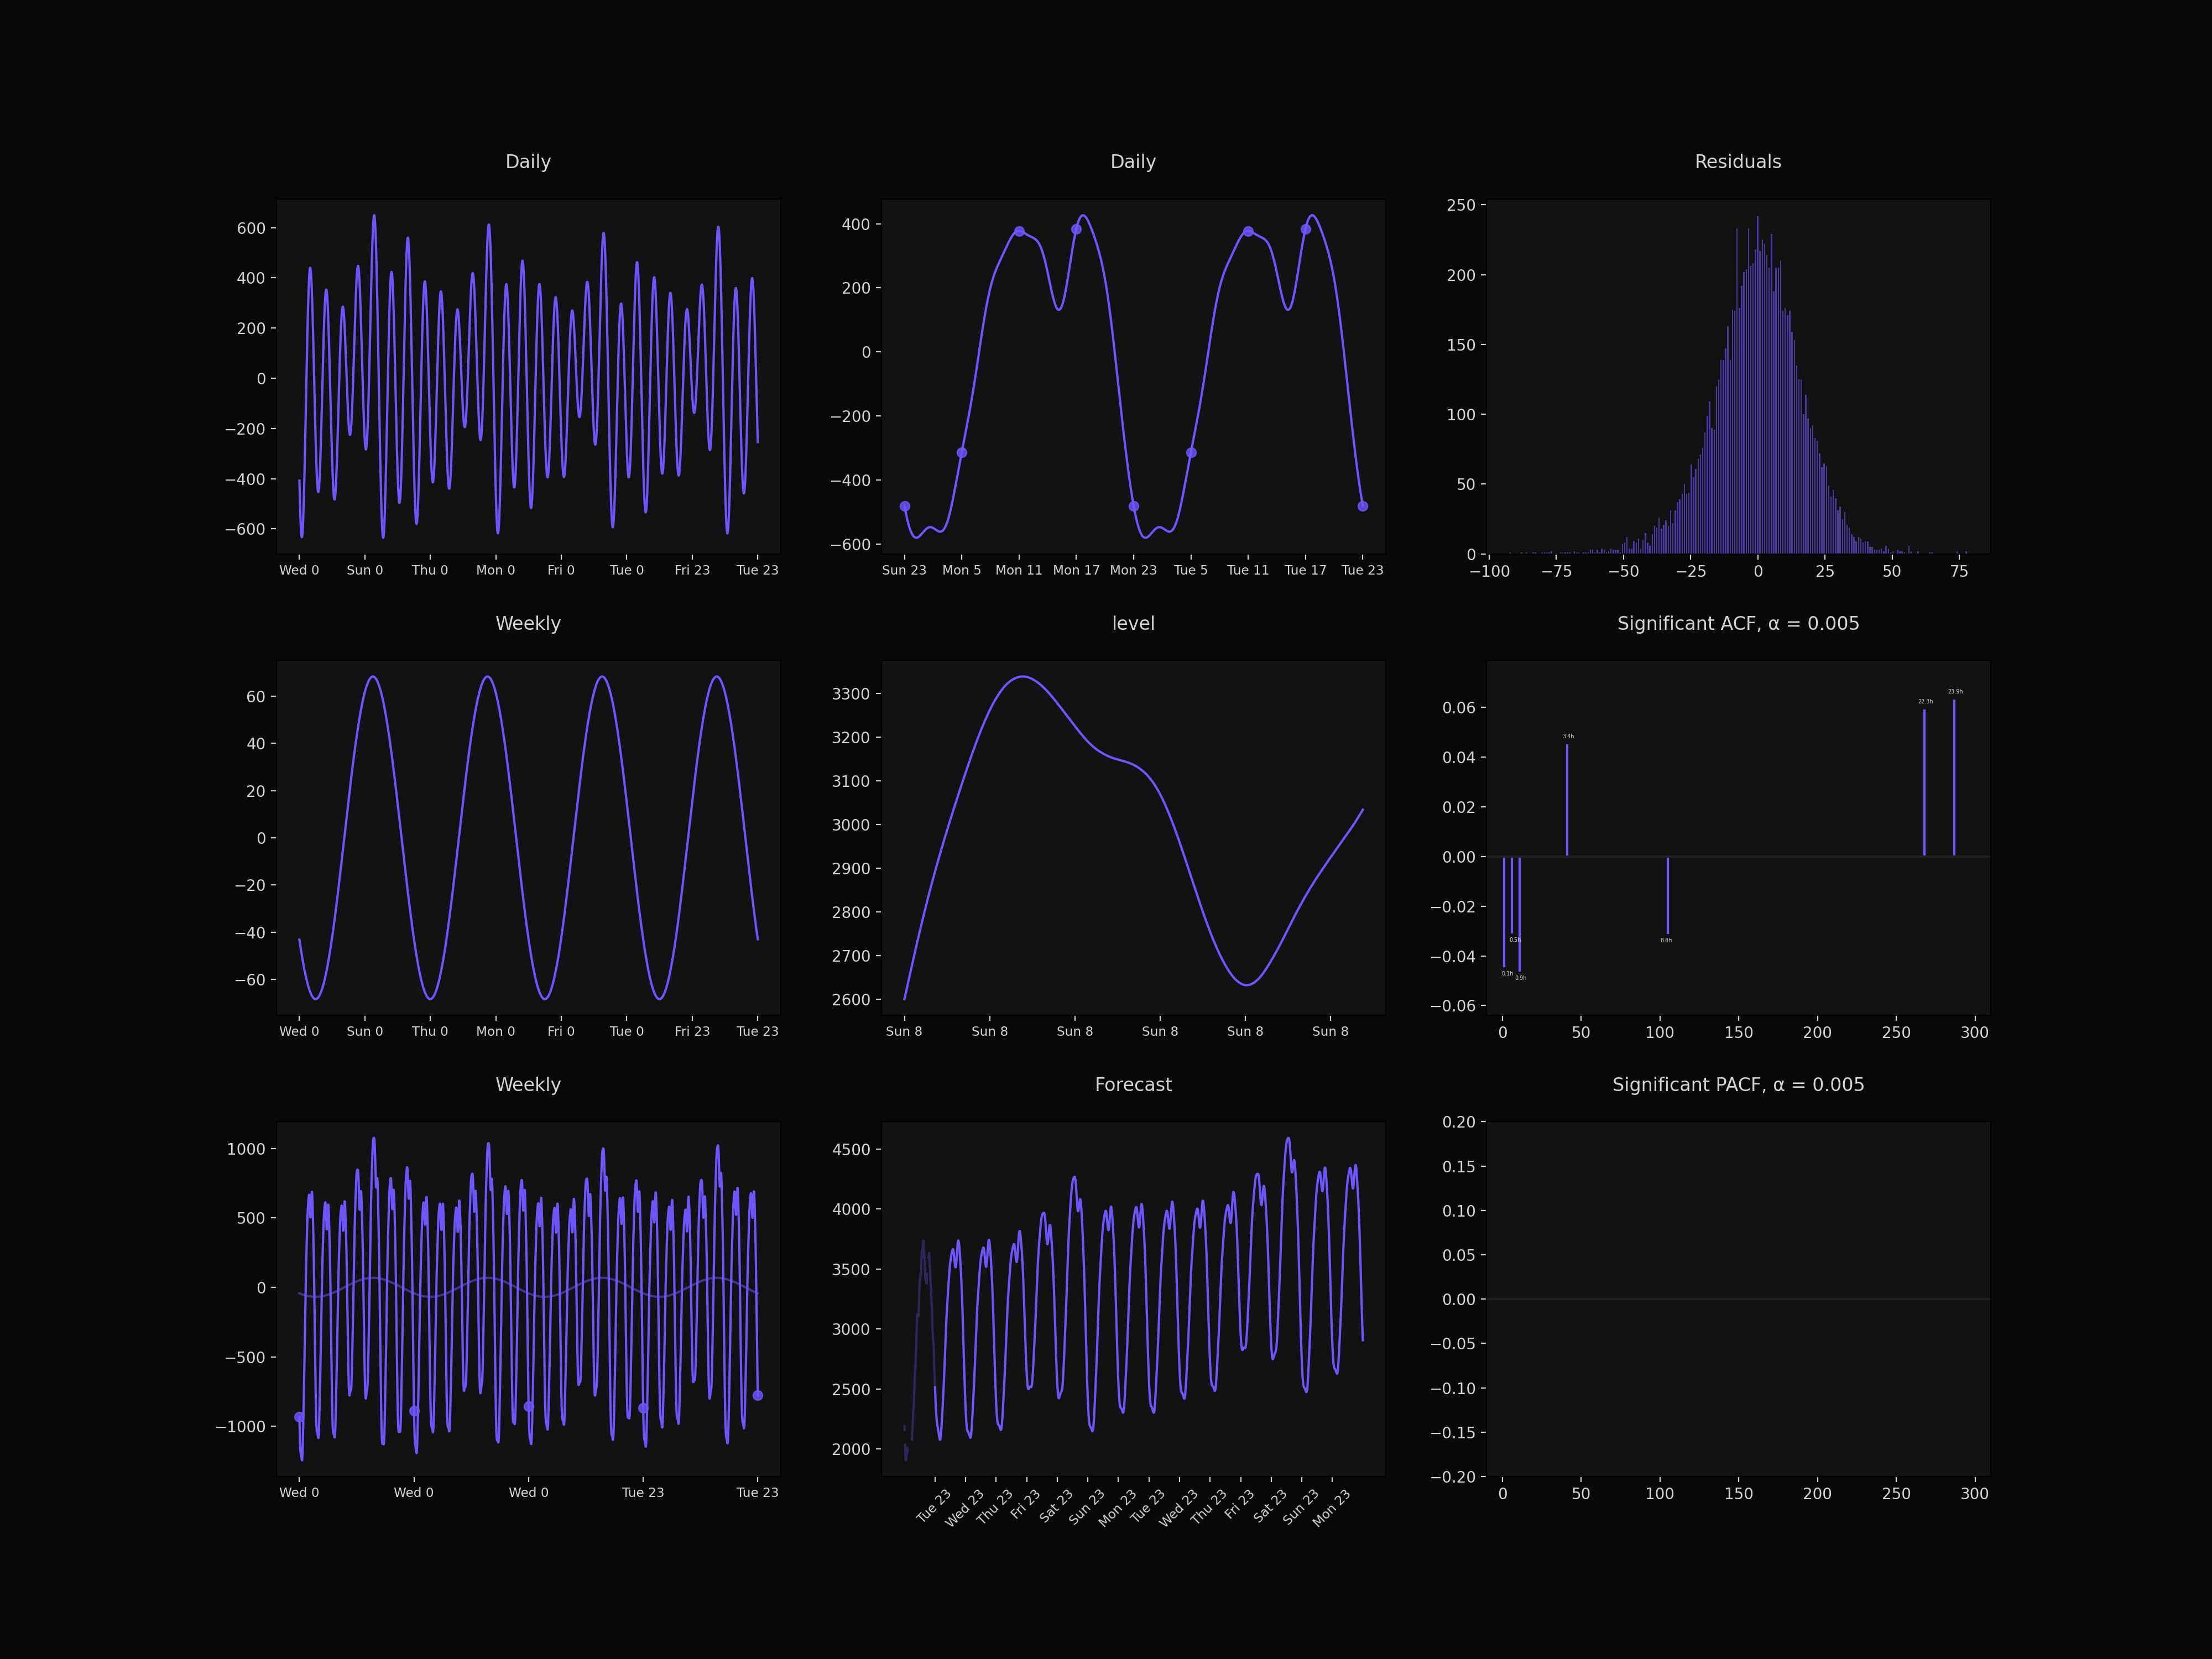 Daily
600
400
200
0
−200
−400
−600
Wed 0 Sun 0 Thu 0 Mon 0 Fri 0 Tue 0 Fri 23 Tue 23
Daily
400
200
0
−200
−400
−600
Sun 23 Mon 5 Mon 11 Mon 17 Mon 23 Tue 5 Tue 11 Tue 17 Tue 23
Residuals
250
200
150
100
50
0
−100 −75 −50 −25 0 25 50 75
Weekly
60
40
20
0
−20
−40
−60
Wed 0 Sun 0 Thu 0 Mon 0 Fri 0 Tue 0 Fri 23 Tue 23
level
3300
3200
3100
3000
2900
2800
2700
2600
Sun 8 Sun 8 Sun 8 Sun 8 Sun 8 Sun 8
Significant ACF, α = 0.005
0.06
0.04
0.02
0.00
−0.02
−0.04
−0.06
23.9h
22.3h
3.4h
0.5h
8.8h
0.1h
0.9h
0 50 100 150 200 250 300
Weekly
1000
500
0
−500
−1000
Wed 0 Wed 0 Wed 0 Tue 23 Tue 23
Forecast
4500
4000
3500
3000
2500
2000
Tue 23 Wed 23 Thu 23 Fri 23 Sat 23 Sun 23 Mon 23 Tue 23 Wed 23 Thu 23 Fri 23 Sat 23 Sun 23 Mon 23
Significant PACF, α = 0.005
0.20
0.15
0.10
0.05
0.00
−0.05
−0.10
−0.15
−0.20
0 50 100 150 200 250 300